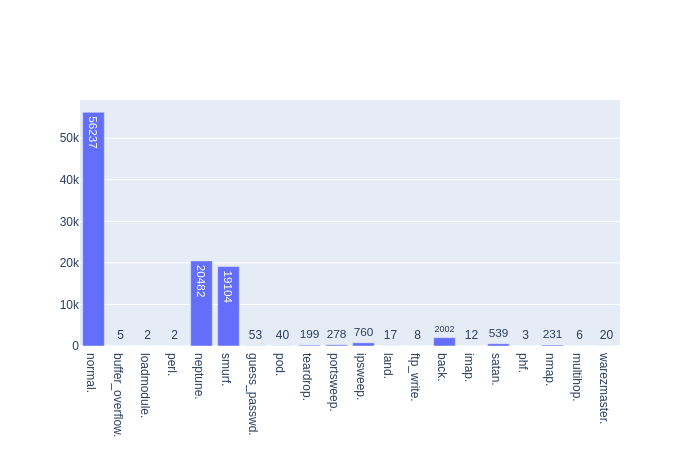 50k
40k
30k
20k
10k
0
56237
5
2
2
20482
19104
53
40
199
278
760
17
8
2002
12
539
3
231
6
20
normal.
buffer_overflow.
loadmodule.
perl.
neptune.
smurf.
guess_passwd.
pod.
teardrop.
portsweep.
ipsweep.
land.
ftp_write.
back.
imap.
satan.
phf.
nmap.
multihop.
warezmaster.